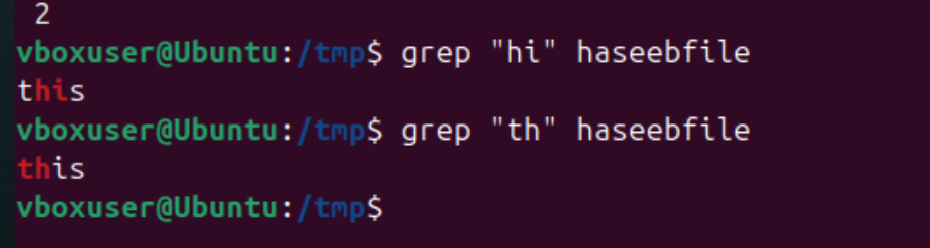 2
vboxuser@Ubuntu:/tmp$ grep "hi" haseebfile
this
vboxuser@Ubuntu:/tmp$ grep "th" haseebfile
this
vboxuser@Ubuntu:/tmp$